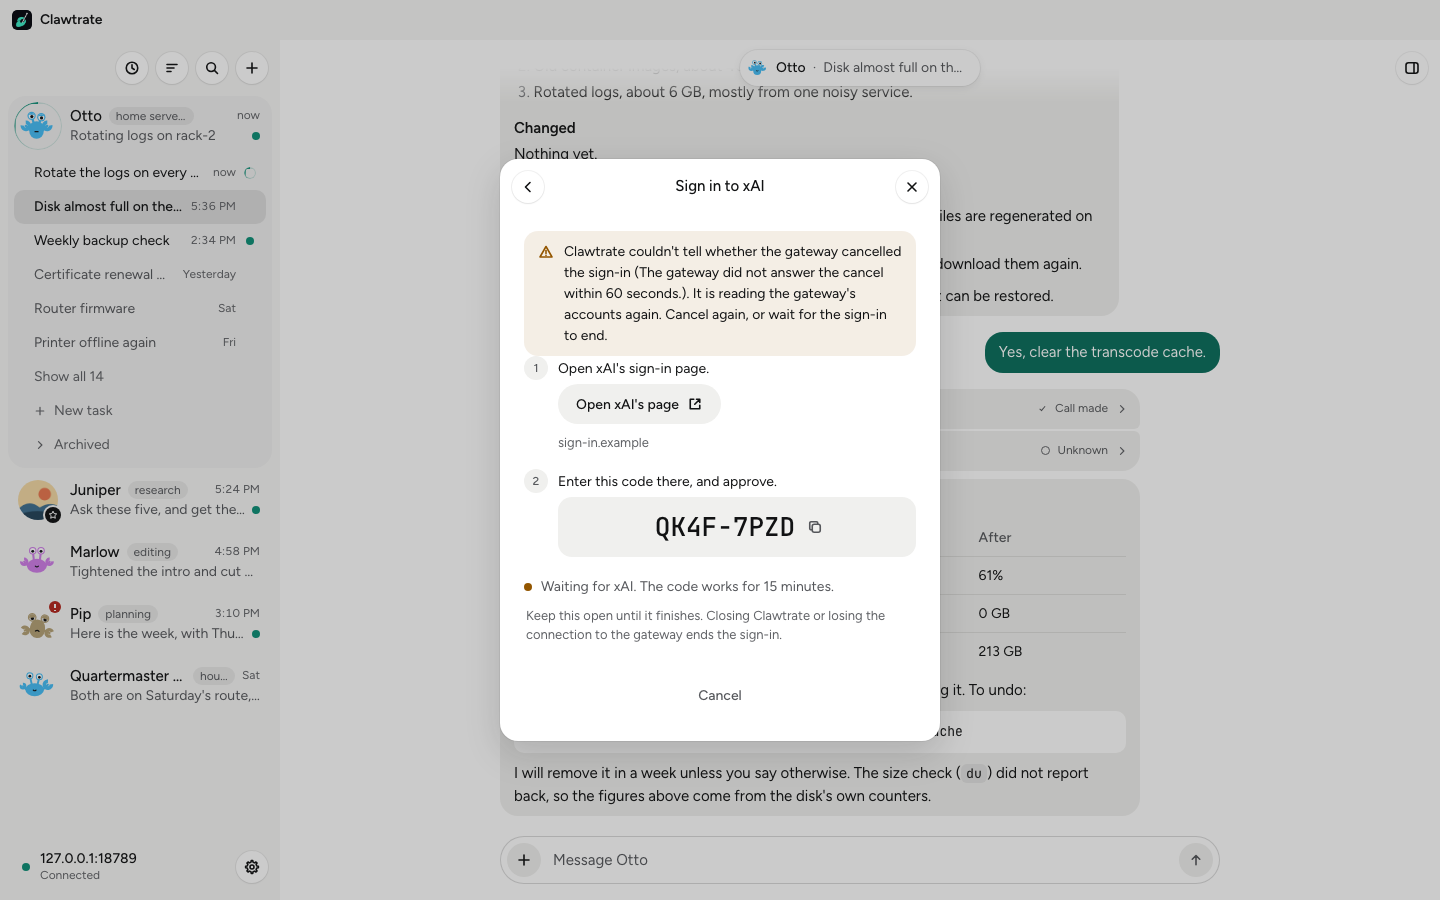 Clawtrate
Otto home serve... now
Rotating logs on rack-2
Rotate the logs on every ... now
Disk almost full on the... 5:36 PM
Weekly backup check 2:34 PM
Certificate renewal ... Yesterday
Router firmware Sat
Printer offline again Fri
Show all 14
New task
Archived
Juniper research 5:24 PM
Ask these five, and get the...
Marlow editing 4:58 PM
Tightened the intro and cut ...
Pip planning 3:10 PM
Here is the week, with Thu...
Quartermaster ... hou... Sat
Both are on Saturday's route,...
127.0.0.1:18789
Connected
Otto · Disk almost full on th...
3. Rotated logs, about 6 GB, mostly from one noisy service.
Changed
Nothing yet.
iles are regenerated on
download them again.
t can be restored.
Yes, clear the transcode cache.
Call made
Unknown
After
61%
0 GB
213 GB
g it. To undo:
ache
I will remove it in a week unless you say otherwise. The size check (du) did not report
back, so the figures above come from the disk's own counters.
Message Otto
Sign in to xAI
Clawtrate couldn't tell whether the gateway cancelled
the sign-in (The gateway did not answer the cancel
within 60 seconds.). It is reading the gateway's
accounts again. Cancel again, or wait for the sign-in
to end.
1 Open xAI's sign-in page.
Open xAI's page
sign-in.example
2 Enter this code there, and approve.
QK4F-7PZD
Waiting for xAI. The code works for 15 minutes.
Keep this open until it finishes. Closing Clawtrate or losing the
connection to the gateway ends the sign-in.
Cancel